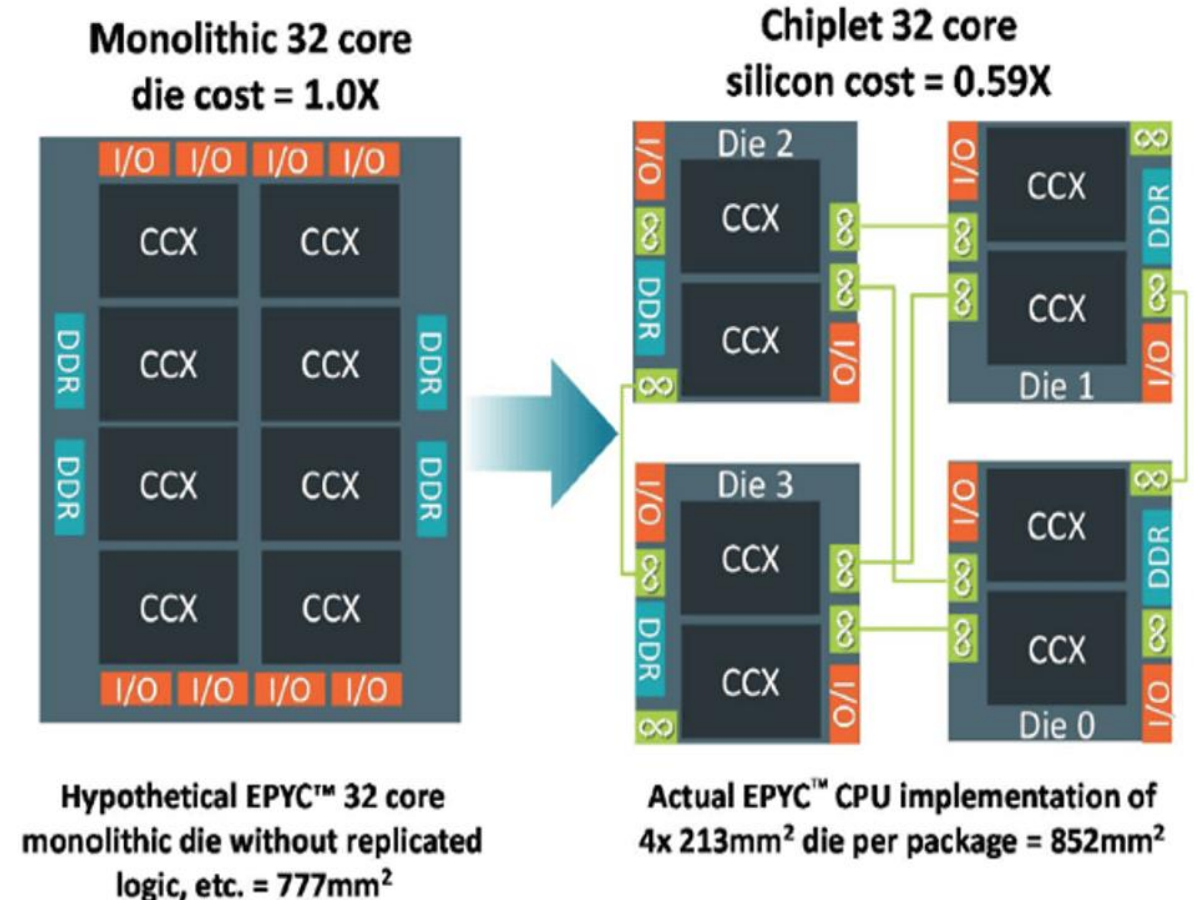 Monolithic 32 core
die cost = 1.0X
I/O I/O I/O I/O
CCX CCX
DDR CCX CCX DDR
DDR CCX CCX DDR
CCX CCX
I/O I/O I/O I/O
Hypothetical EPYC™ 32 core
monolithic die without replicated
logic, etc. = 777mm²
Chiplet 32 core
silicon cost = 0.59X
Die 2
I/O
∞
DDR
∞
CCX
CCX
∞
∞
I/O
I/O
∞
∞
CCX
CCX
∞
DDR
∞
I/O
Die 1
Die 3
I/O
∞
DDR
∞
CCX
CCX
∞
∞
I/O
I/O
∞
∞
CCX
CCX
∞
DDR
∞
I/O
Die 0
Actual EPYC™ CPU implementation of
4x 213mm² die per package = 852mm²